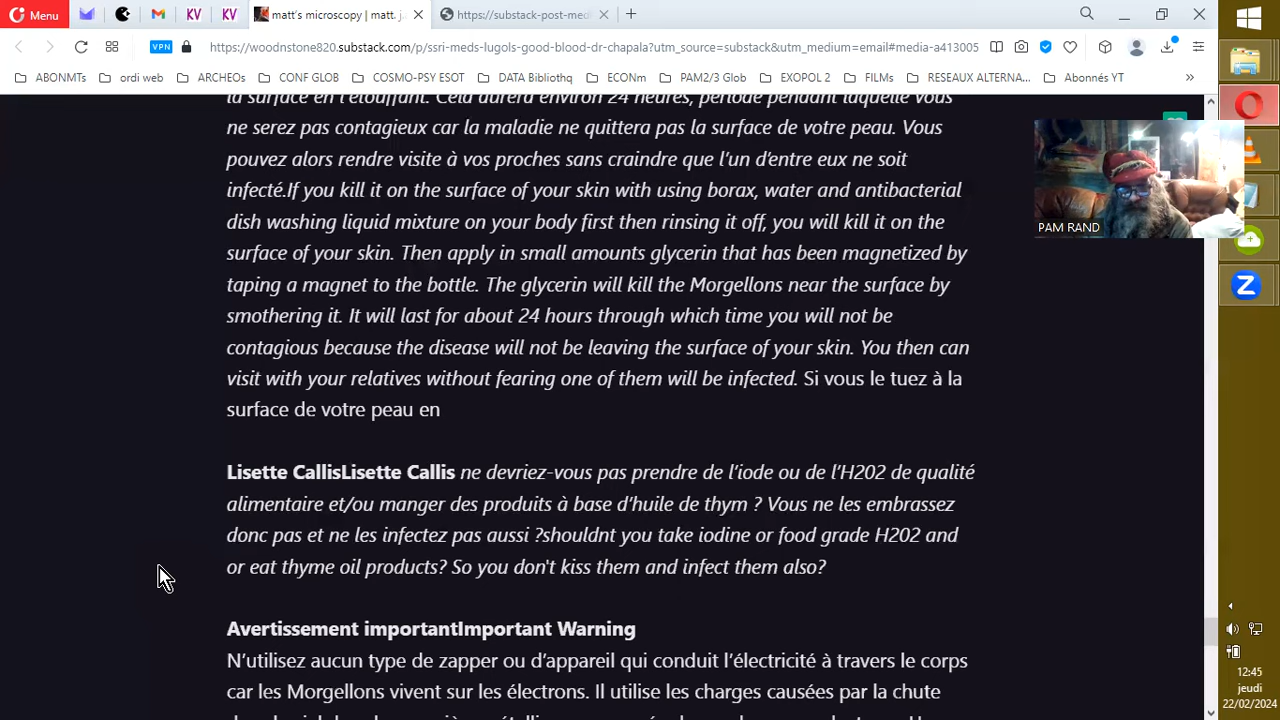 Menu
matt's microscopy | matt. j
https://substack-post-med
VPN
https://woodnstone820.substack.com/p/ssri-meds-lugols-good-blood-dr-chapala?utm_source=substack&utm_medium=email#media-a413005
ABONMTs
ordi web
ARCHEOs
CONF GLOB
COSMO-PSY ESOT
DATA Biblithq
ECONm
PAM2/3 Glob
EXOPOL 2
FILMs
RESEAUX/ALTERNA...
Abonnés YT
la surface en l'étouffant. Cela durera environ 24 heures, période pendant laquelle vous
ne serez pas contagieux car la maladie ne quittera pas la surface de votre peau. Vous
pouvez alors rendre visite à vos proches sans craindre que l'un d'entre eux ne soit
infecté.If you kill it on the surface of your skin with using borax, water and antibacterial
dish washing liquid mixture on your body first then rinsing it off, you will kill it on the
surface of your skin. Then apply in small amounts glycerin that has been magnetized by
taping a magnet to the bottle. The glycerin will kill the Morgellons near the surface by
smothering it. It will last for about 24 hours through which time you will not be
contagious because the disease will not be leaving the surface of your skin. You then can
visit with your relatives without fearing one of them will be infected. Si vous le tuez à la
surface de votre peau en
Lisette CallisLisette Callis ne devriez-vous pas prendre de l'iode ou de l'H202 de qualité
alimentaire et/ou manger des produits à base d'huile de thym ? Vous ne les embrassez
donc pas et ne les infectez pas aussi ?shouldnt you take iodine or food grade H202 and
or eat thyme oil products? So you don't kiss them and infect them also?
Avertissement importantImportant Warning
N'utilisez aucun type de zapper ou d'appareil qui conduit l'électricité à travers le corps
car les Morgellons vivent sur les électrons. Il utilise les charges causées par la chute
PAM RAND
12:45
jeudi
22/02/2024